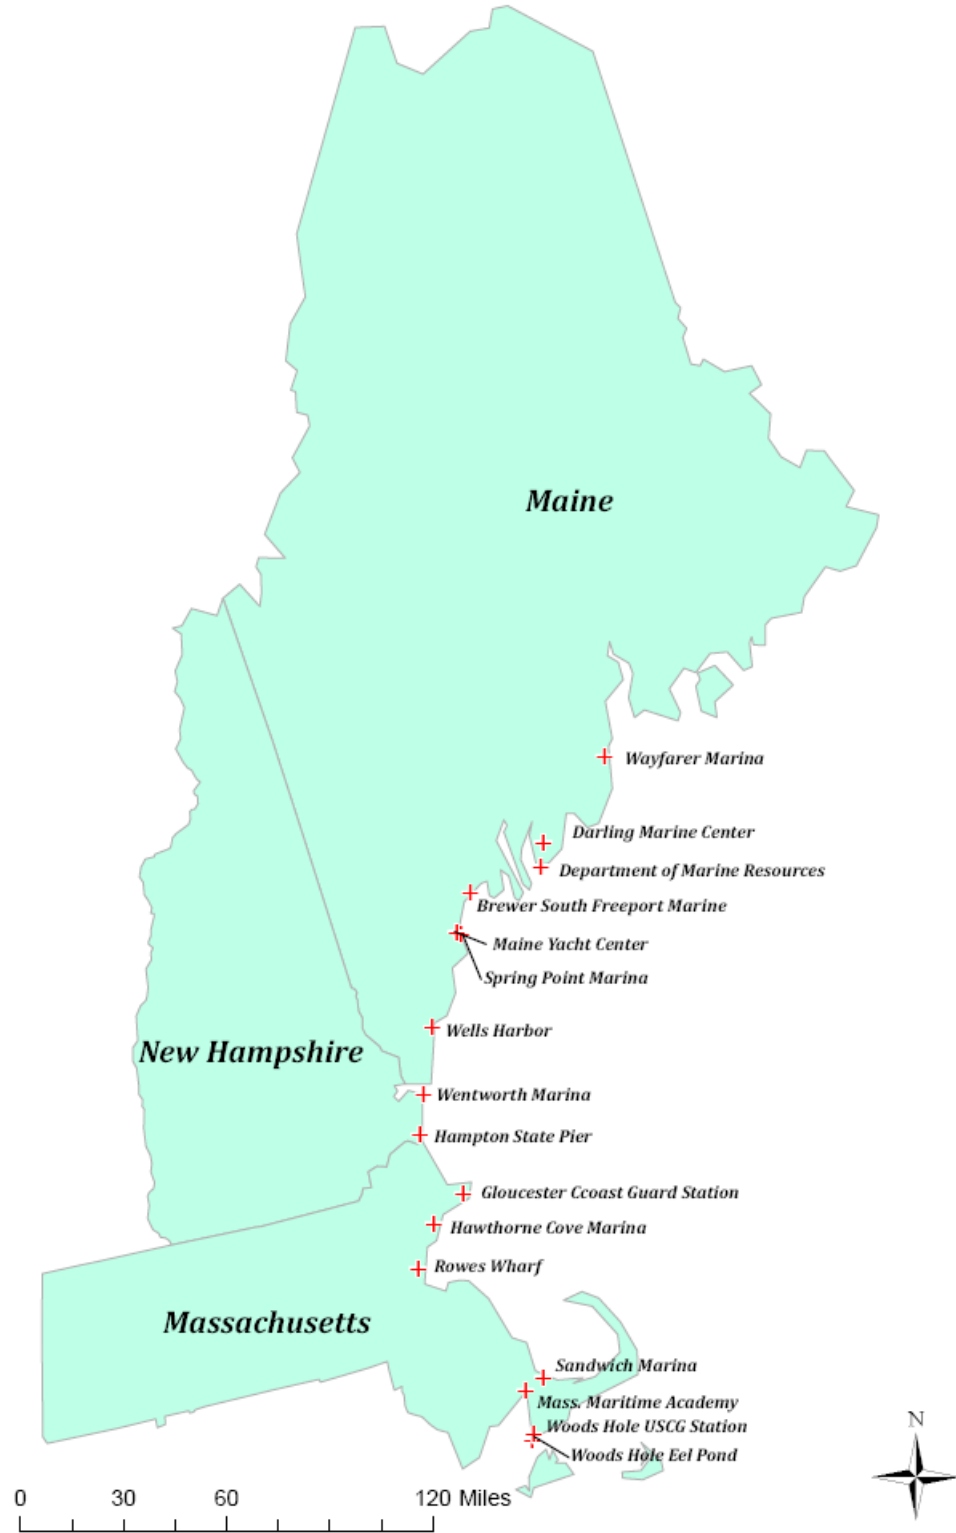 Maine
Wayfarer Marina
Darling Marine Center
Department of Marine Resources
Brewer South Freeport Marine
Maine Yacht Center
Spring Point Marina
Wells Harbor
New Hampshire
Wentworth Marina
Hampton State Pier
Gloucester Ccoast Guard Station
Hawthorne Cove Marina
Rowes Wharf
Massachusetts
Sandwich Marina
Mass. Maritime Academy
Woods Hole USCG Station
Woods Hole Eel Pond
N
0 30 60 120 Miles